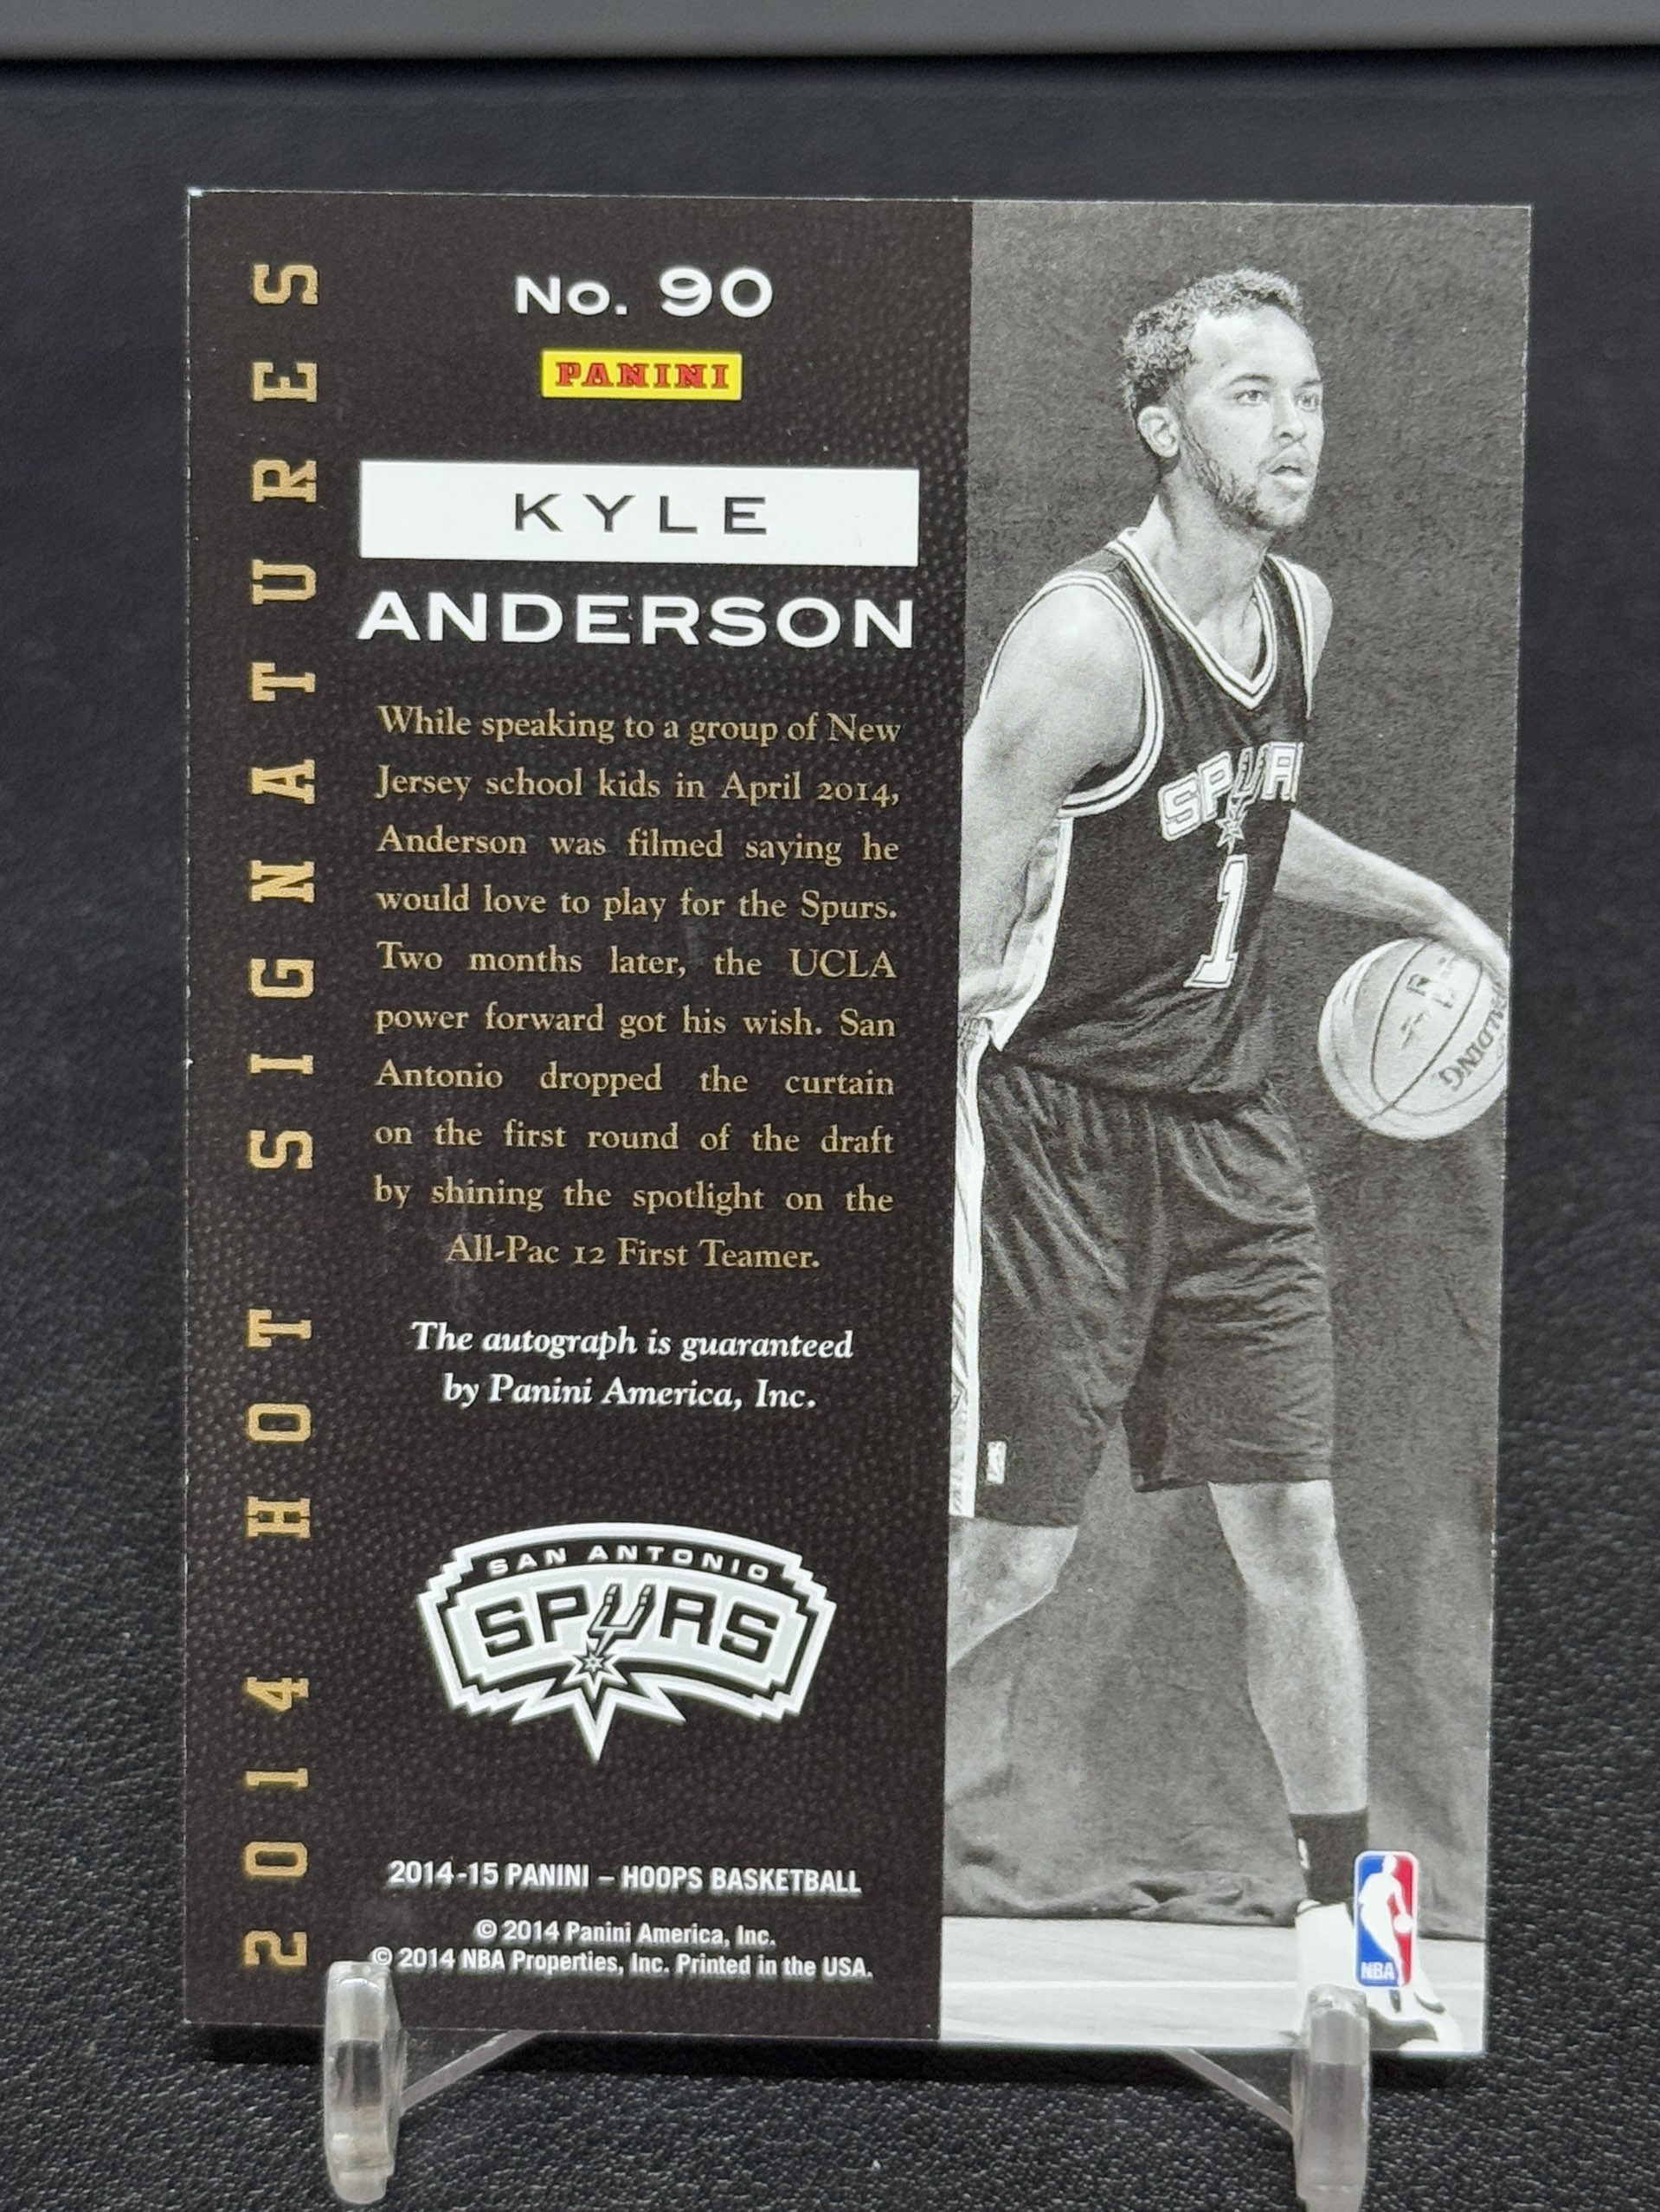 2014 HOT SIGNATURES
No. 90
PANINI
KYLE
ANDERSON
While speaking to a group of New
Jersey school kids in April 2014,
Anderson was filmed saying he
would love to play for the Spurs.
Two months later, the UCLA
power forward got his wish. San
Antonio dropped the curtain
on the first round of the draft
by shining the spotlight on the
All-Pac 12 First Teamer.
The autograph is guaranteed
by Panini America, Inc.
SAN ANTONIO
SPURS
2014-15 PANINI – HOOPS BASKETBALL
© 2014 Panini America, Inc.
© 2014 NBA Properties, Inc. Printed in the USA.
SPUR
1
NBA